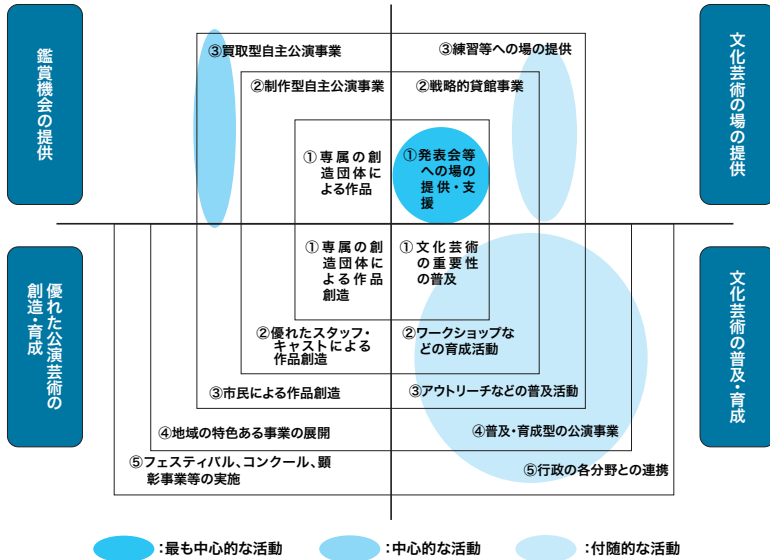 鑑賞機会の提供
文化芸術の場の提供
③買取型自主公演事業
③練習等への場の提供
②制作型自主公演事業
②戦略的貸館事業
①専属の創
造団体に
よる作品
①発表会等
への場の
提供・支
援
優れた公演芸術の
創造・育成
文化芸術の普及・育成
①専属の創
造団体に
よる作品
創造
①文化芸術
の重要性
の普及
②優れたスタッフ・
キャストによる
作品創造
②ワークショップな
どの育成活動
③市民による作品創造
③アウトリーチなどの普及活動
④地域の特色ある事業の展開
④普及・育成型の公演事業
⑤フェスティバル、コンクール、顕
彰事業等の実施
⑤行政の各分野との連携
:最も中心的な活動
:中心的な活動
:付随的な活動